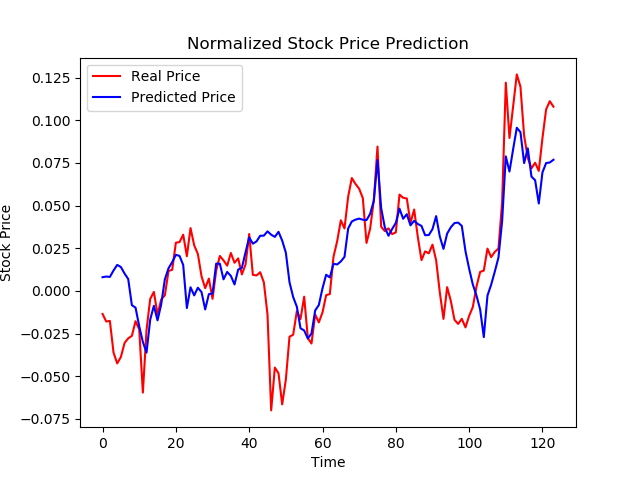 Normalized Stock Price Prediction
Real Price
Predicted Price
0.125
0.100
0.075
0.050
0.025
0.000
−0.025
−0.050
−0.075
Stock Price
0 20 40 60 80 100 120
Time